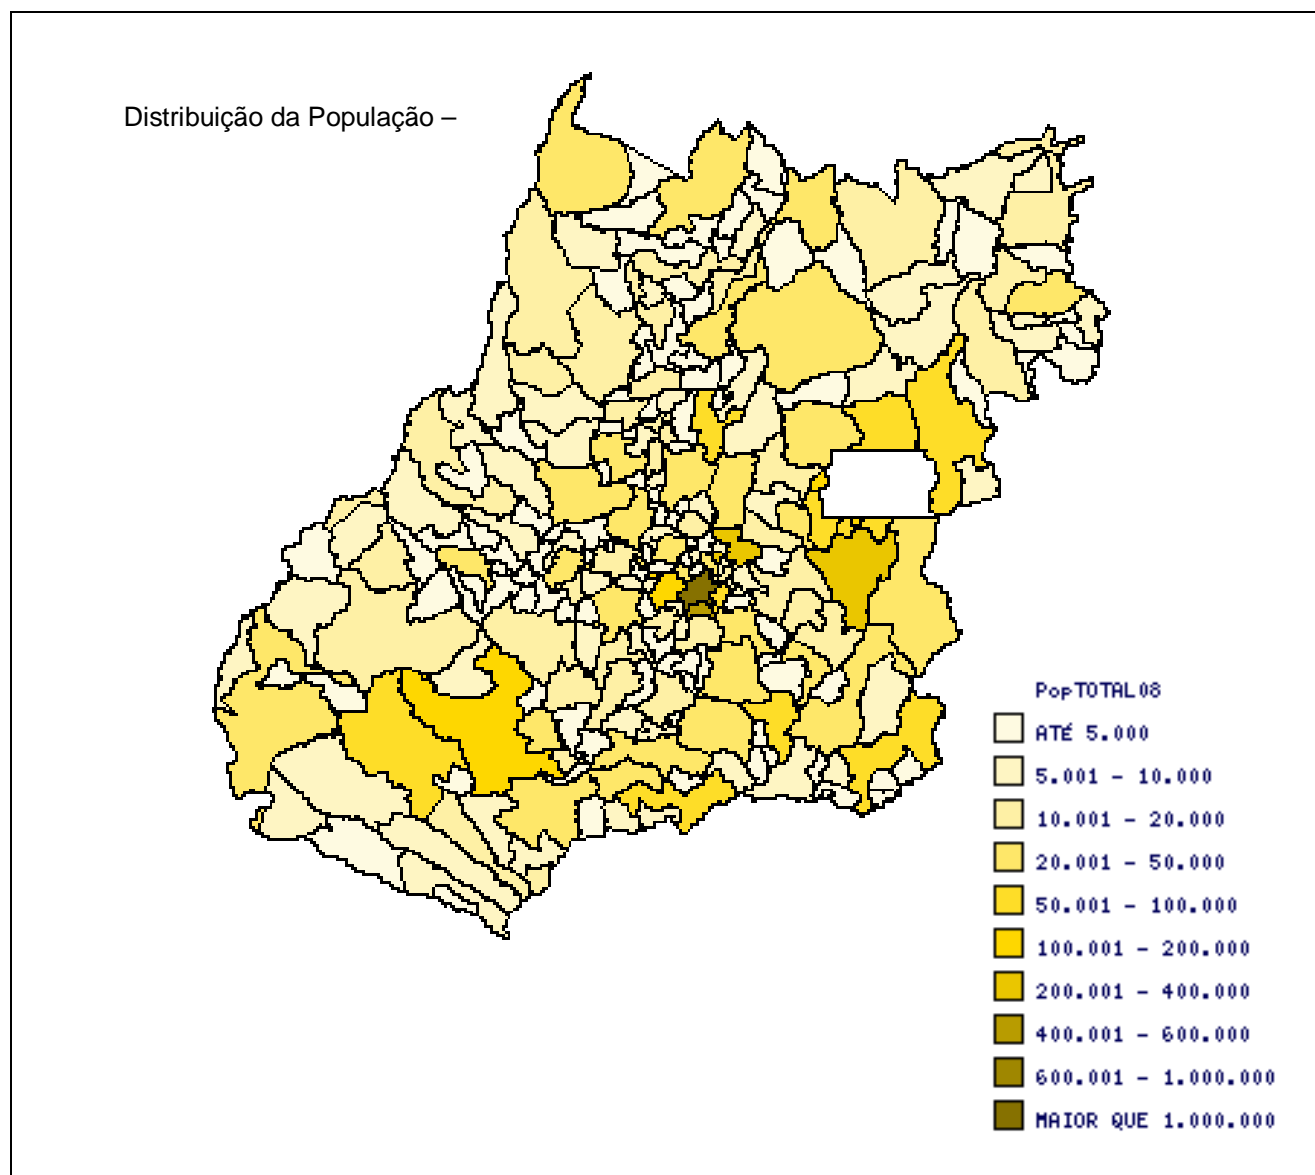 Distribuição da População –
PopTOTAL08
ATÉ 5.000
5.001 - 10.000
10.001 - 20.000
20.001 - 50.000
50.001 - 100.000
100.001 - 200.000
200.001 - 400.000
400.001 - 600.000
600.001 - 1.000.000
MAIOR QUE 1.000.000